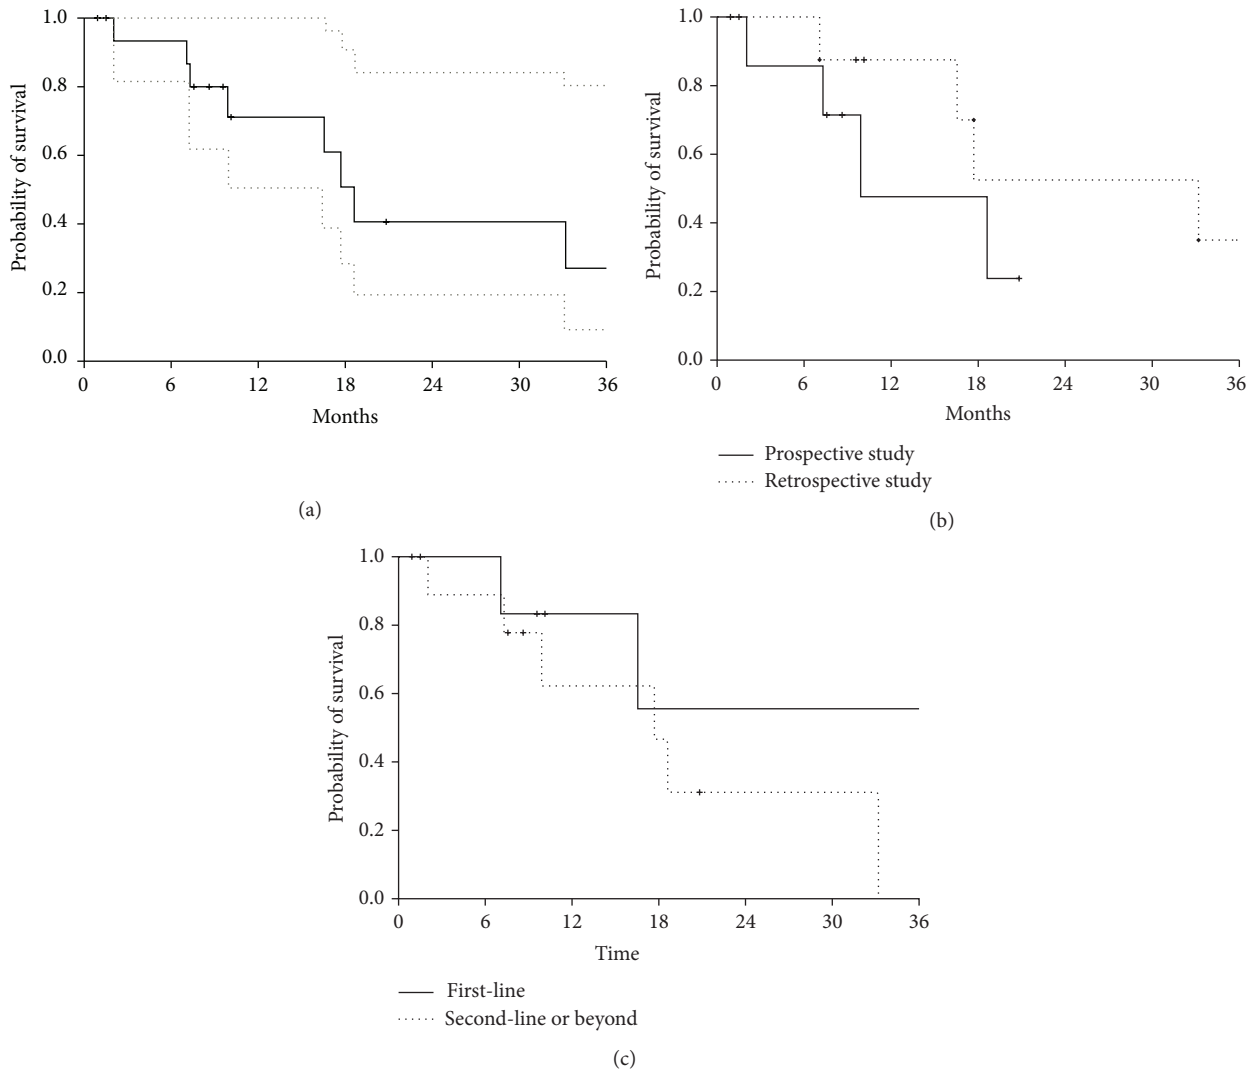 1.0
0.8
0.6
0.4
0.2
0.0
Probability of survival
0 6 12 18 24 30 36
Months
(a)
1.0
0.8
0.6
0.4
0.2
0.0
Probability of survival
0 6 12 18 24 30 36
Months
Prospective study
Retrospective study
(b)
1.0
0.8
0.6
0.4
0.2
0.0
Probability of survival
0 6 12 18 24 30 36
Time
First-line
Second-line or beyond
(c)